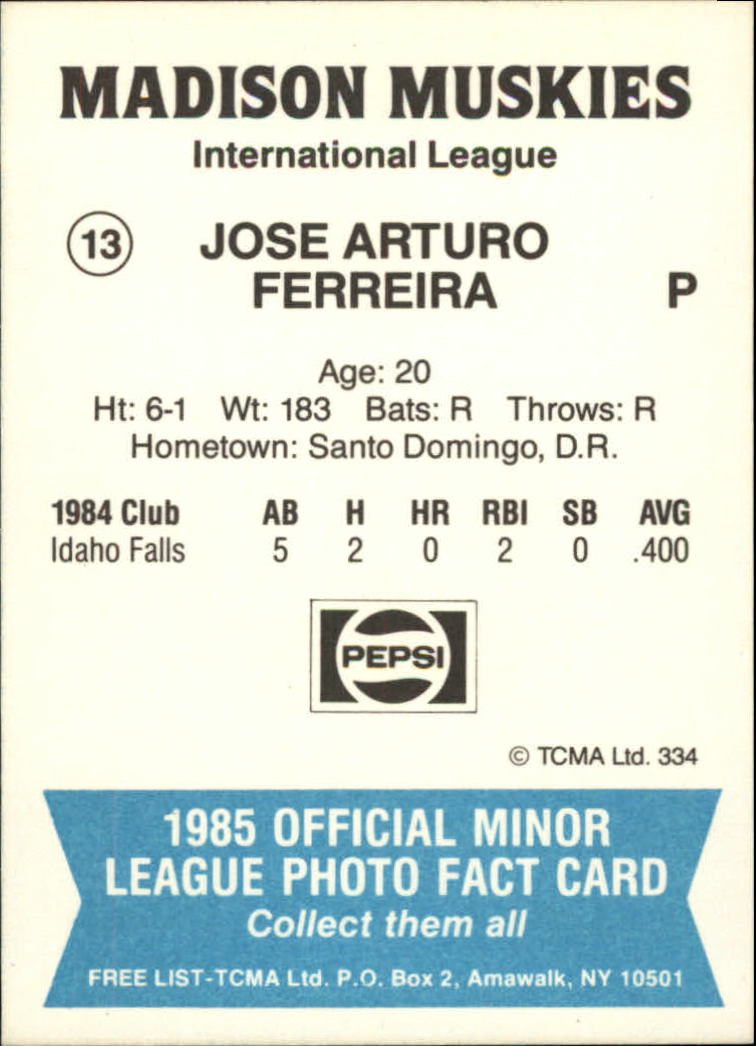 MADISON MUSKIES
International League
13 JOSE ARTURO
FERREIRA P
Age: 20
Ht: 6-1 Wt: 183 Bats: R Throws: R
Hometown: Santo Domingo, D.R.
1984 Club AB H HR RBI SB AVG
Idaho Falls 5 2 0 2 0 .400
PEPSI
© TCMA Ltd. 334
1985 OFFICIAL MINOR
LEAGUE PHOTO FACT CARD
Collect them all
FREE LIST-TCMA Ltd. P.O. Box 2, Amawalk, NY 10501